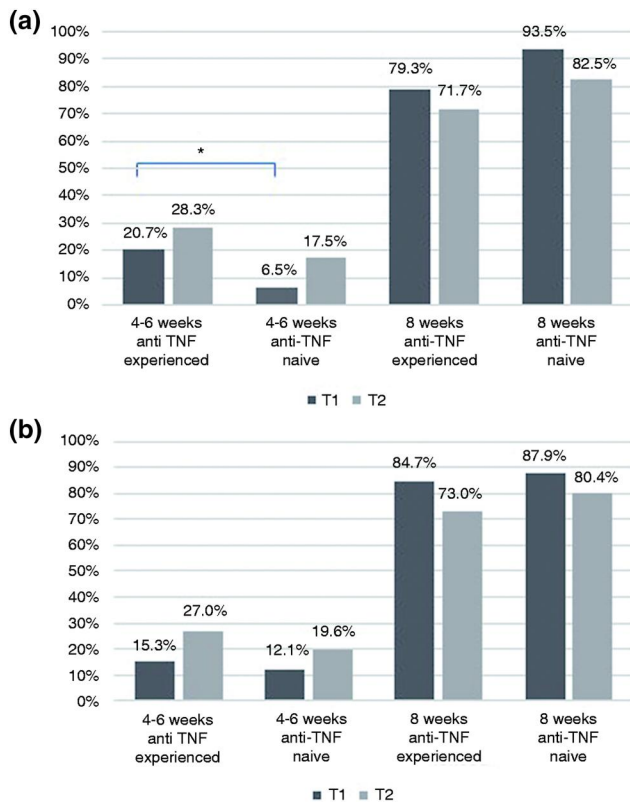 (a)
100%
90%
80%
70%
60%
50%
40%
30%
20%
10%
0%
20.7%
28.3%
*
6.5%
17.5%
79.3%
71.7%
93.5%
82.5%
4-6 weeks
anti TNF
experienced
4-6 weeks
anti-TNF
naive
8 weeks
anti-TNF
experienced
8 weeks
anti-TNF
naive
T1 T2
(b)
100%
90%
80%
70%
60%
50%
40%
30%
20%
10%
0%
15.3%
27.0%
12.1%
19.6%
84.7%
73.0%
87.9%
80.4%
4-6 weeks
anti TNF
experienced
4-6 weeks
anti-TNF
naive
8 weeks
anti-TNF
experienced
8 weeks
anti-TNF
naive
T1 T2